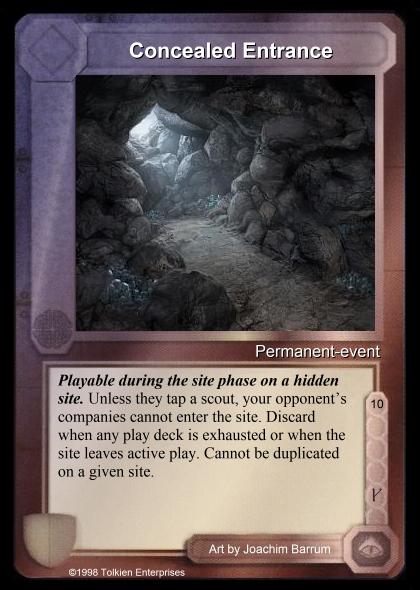 Concealed Entrance
Permanent-event
Playable during the site phase on a hidden
site. Unless they tap a scout, your opponent's
companies cannot enter the site. Discard
when any play deck is exhausted or when the
site leaves active play. Cannot be duplicated
on a given site.
10
Art by Joachim Barrum
©1998 Tolkien Enterprises